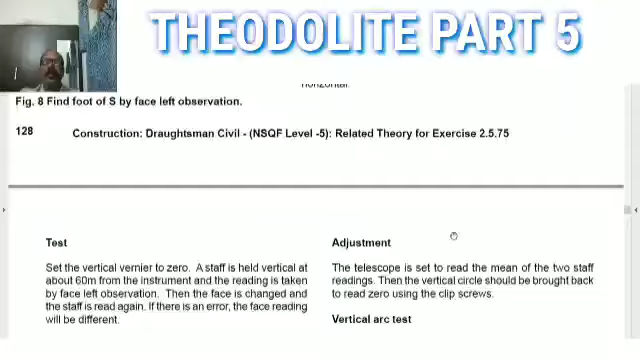 THEODOLITE PART 5
horizontal.
Fig. 8 Find foot of S by face left observation.
128 Construction: Draughtsman Civil - (NSQF Level -5): Related Theory for Exercise 2.5.75
Test
Set the vertical vernier to zero. A staff is held vertical at
about 60m from the instrument and the reading is taken
by face left observation. Then the face is changed and
the staff is read again. If there is an error, the face reading
will be different.
Adjustment
The telescope is set to read the mean of the two staff
readings. Then the vertical circle should be brought back
to read zero using the clip screws.
Vertical arc test